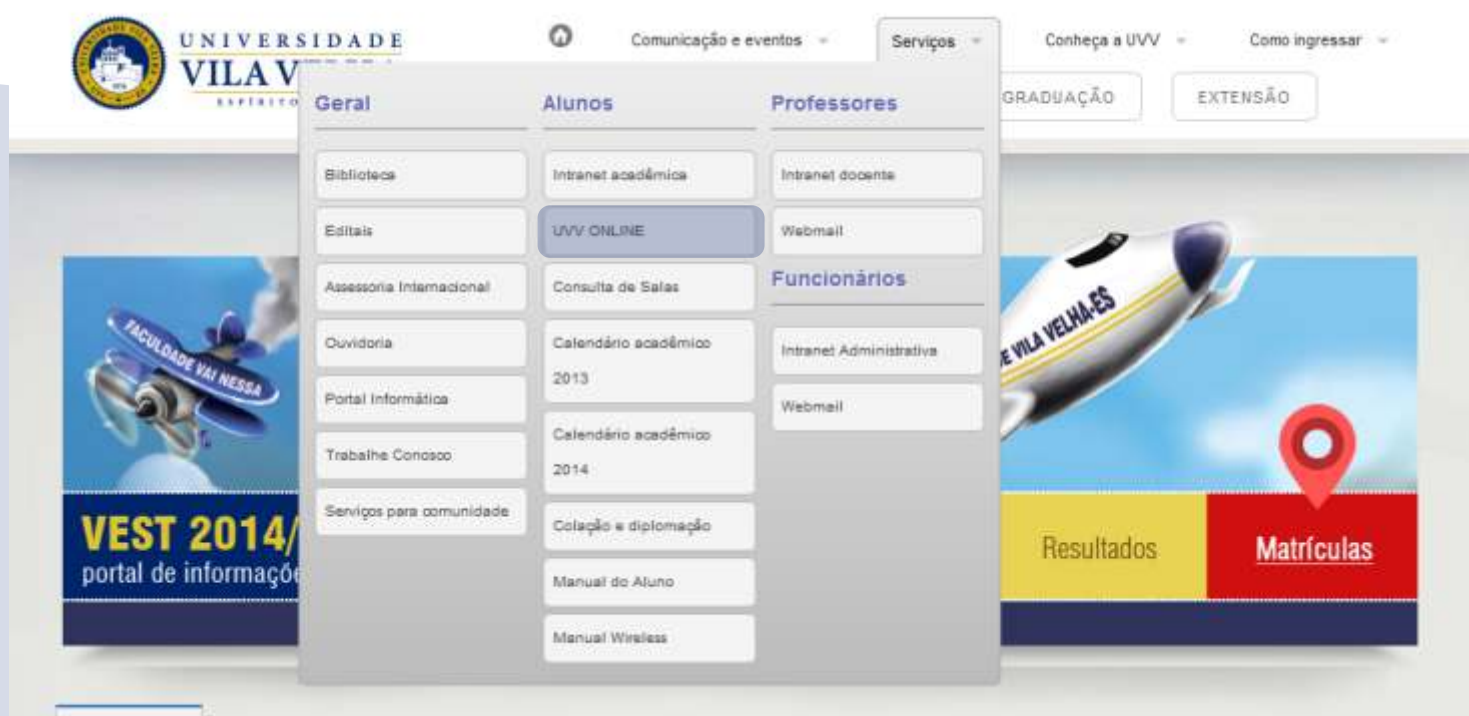 UNIVERSIDADE
VILA V
ESPÍRITO
Comunicação e eventos
Serviços
Conheça a UVV
Como ingressar
GRADUAÇÃO
EXTENSÃO
Geral
Biblioteca
Editais
Assessoria Internacional
Ouvidoria
Portal Informática
Trabalhe Conosco
Serviços para comunidade
Alunos
Intranet acadêmica
UVV ONLINE
Consulta de Salas
Calendário acadêmico
2013
Calendário acadêmico
2014
Colação e diplomação
Manual do Aluno
Manual Wireless
Professores
Intranet docente
Webmail
Funcionários
Intranet Administrativa
Webmail
FACULDADE VAI NESSA
E VILA VELHA-ES
VEST 2014/
portal de informaçõe
Resultados
Matrículas